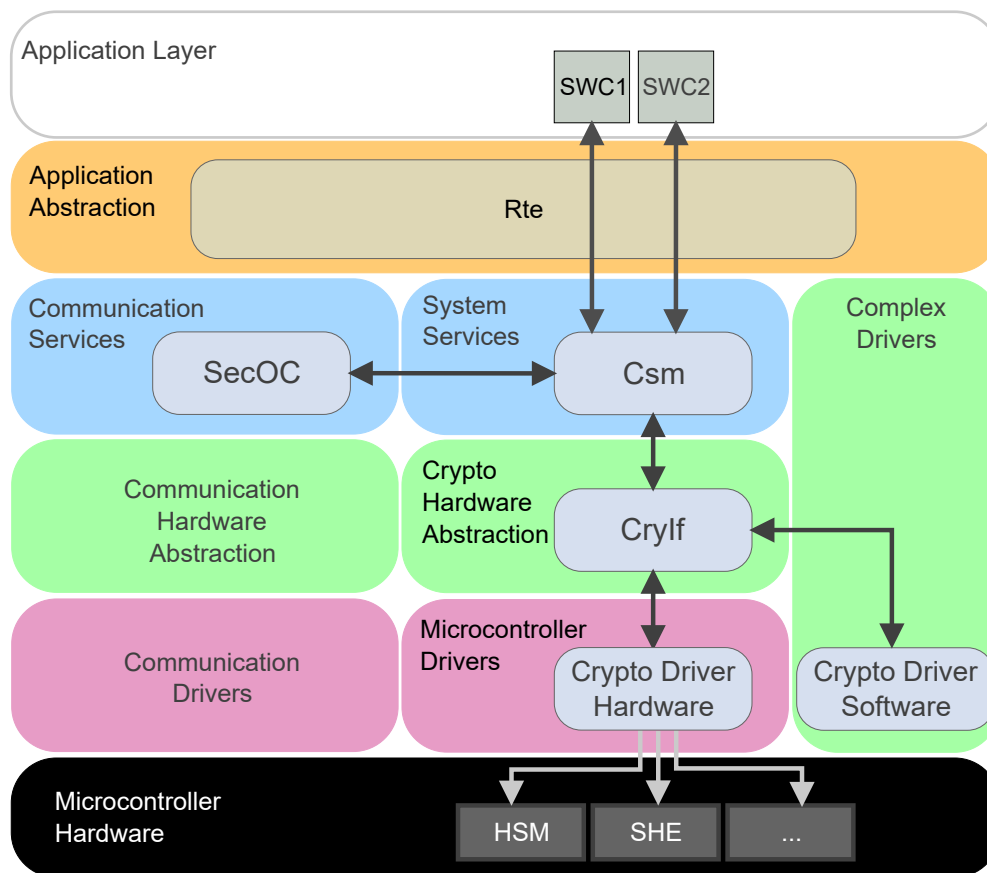 Application Layer
SWC1
SWC2
Application
Abstraction
Rte
Communication
Services
SecOC
System
Services
Csm
Complex
Drivers
Communication
Hardware
Abstraction
Crypto
Hardware
Abstraction
CryIf
Communication
Drivers
Microcontroller
Drivers
Crypto Driver
Hardware
Crypto Driver
Software
Microcontroller
Hardware
HSM
SHE
...